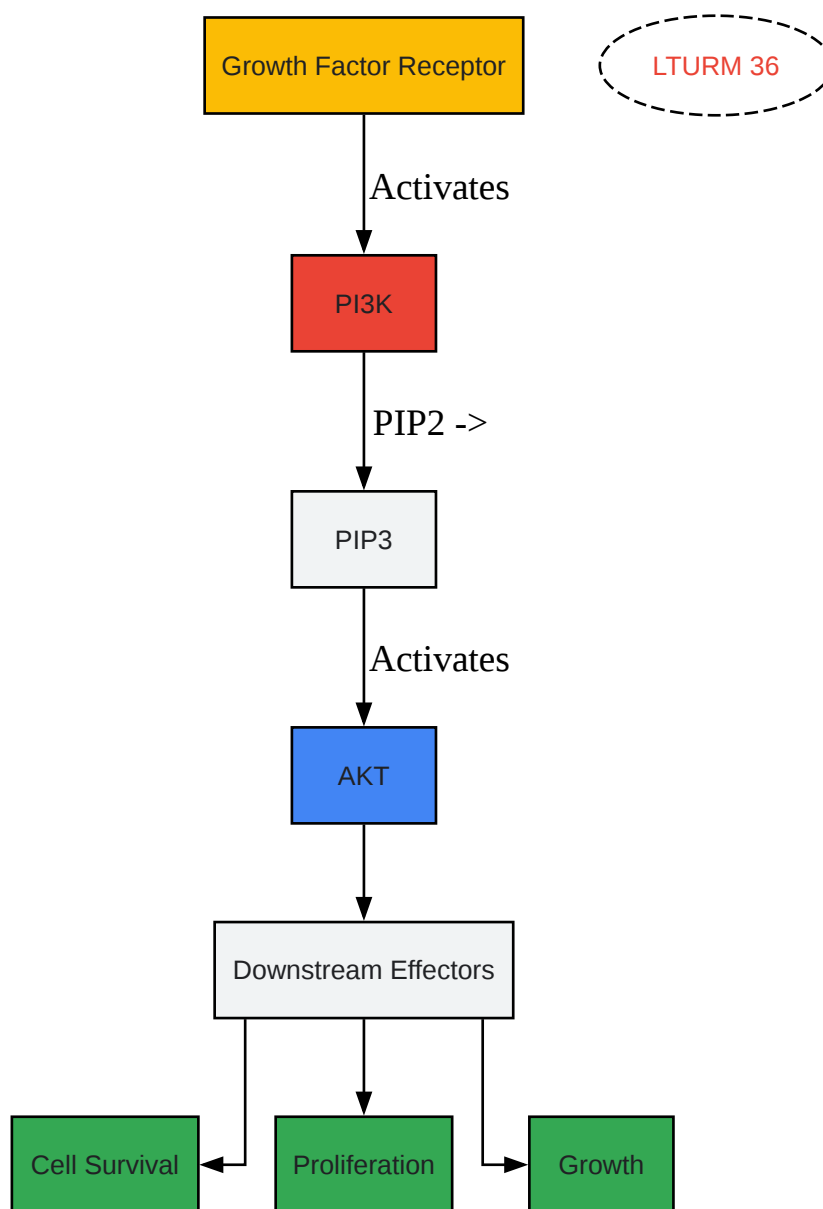 Growth Factor Receptor
LTURM 36
Activates
PI3K
PIP2 ->
PIP3
Activates
AKT
Downstream Effectors
Cell Survival
Proliferation
Growth